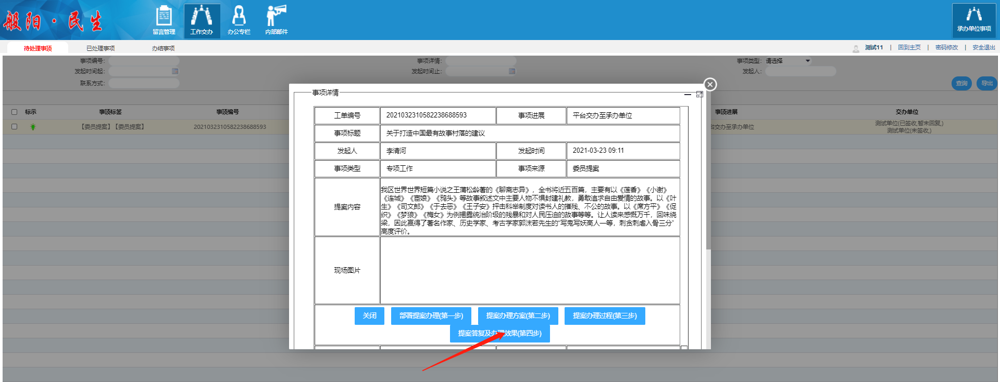 般阳·民生
留言管理
工作交办
办公专栏
内部邮件
承办单位事项
待处理事项
已处理事项
办结事项
测试11 | 回到主页 | 密码修改 | 安全退出
事项编号:
事项详情:
事项类型: 请选择
发起时间起:
发起时间止:
发起人:
联系方式:
查询
导出
标示
事项标签
事项编号
事项进展
交办单位
【委员提案】【委员提案】
2021032310582238688593
台交办至承办单位
测试单位(已签收,暂未回复,)
测试单位(未签收,)
事项详情
工单编号 2021032310582238688593 事项进展 平台交办至承办单位
事项标题 关于打造中国最有故事村落的建议
发起人 李清河 发起时间 2021-03-23 09:11
事项类型 专项工作 事项来源 委员提案
提案内容
我区世界世界短篇小说之王蒲松龄著的《聊斋志异》，全书将近五百篇，主要有以《莲香》《小谢》
《连城》《宦娘》《鸦头》等故事叙述文中主要人物不惧封建礼教，勇敢追求自由爱情的故事。以《叶
生》《司文郎》《于去恶》《王子安》抨击科举制度对读书人的摧残、不公的故事。以《席方平》《促
织》《梦狼》《梅女》为例揭露统治阶级的残暴和对人民压迫的故事等等。让人读来感慨万千，回味绕
梁，因此赢得了著名作家、历史学家、考古学家郭沫若先生的“写鬼写妖高人一等，刺贪刺虐入骨三分”
高度评价。
现场图片
关闭
部署提案办理(第一步)
提案办理方案(第二步)
提案办理过程(第三步)
提案答复及办理效果(第四步)